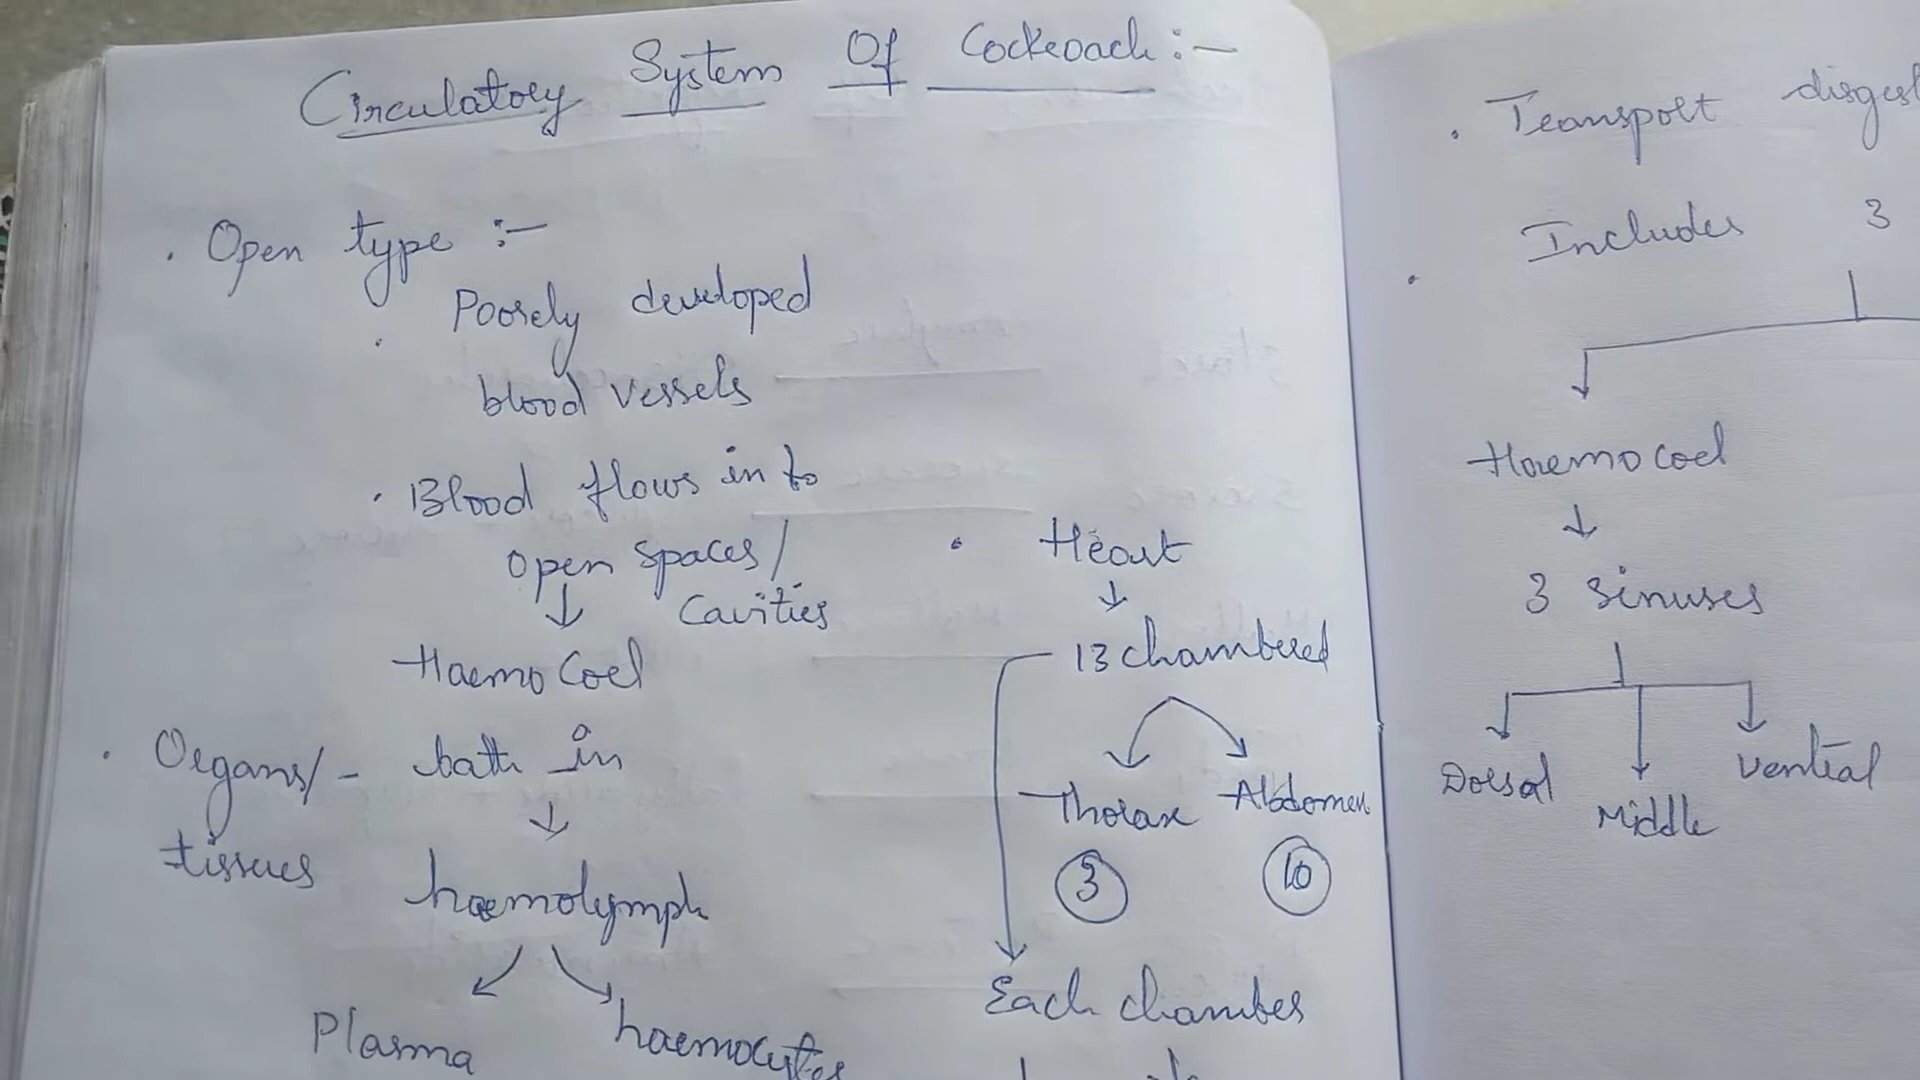 Circulatory System Of Cockroach :-
. Open type :-
. Poorely developed
blood vessels
. Blood flows in to
open spaces/
cavities
↓
Haemo Coel
. Organs/ - bath in
tissues
↓
haemolymph
Plasma
haemocytes
. Heart
↓
13 chambered
Thorax Abdomen
3 10
Each chamber
. Transport
. Includes 3
Haemo coel
↓
3 sinuses
Dorsal
Middle
Ventral